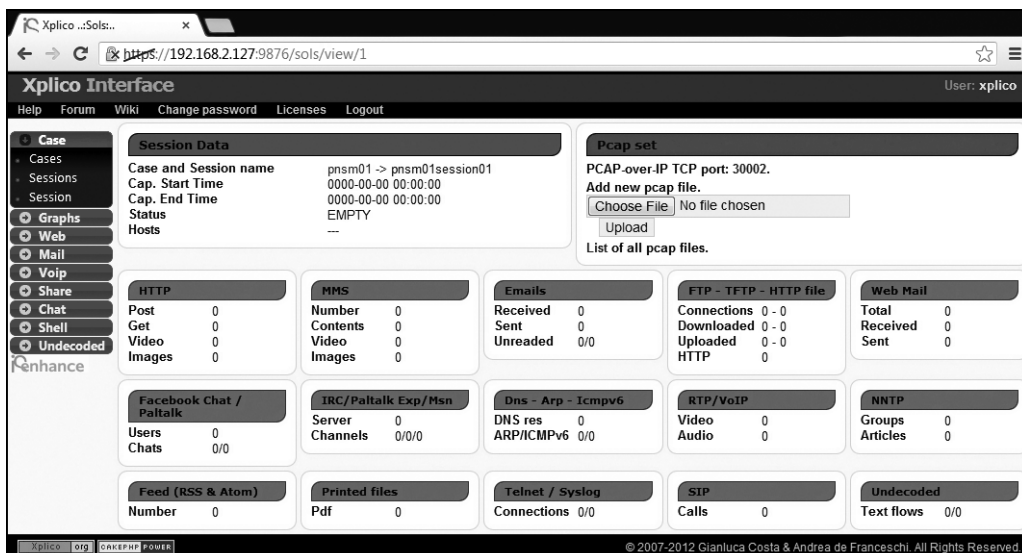 Xplico ..:Sols:..
https://192.168.2.127:9876/sols/view/1
Xplico Interface
User: xplico
Help Forum Wiki Change password Licenses Logout
Case
Cases
Sessions
Session
Graphs
Web
Mail
Voip
Share
Chat
Shell
Undecoded
enhance
Session Data
Case and Session name pnsm01 -> pnsm01session01
Cap. Start Time 0000-00-00 00:00:00
Cap. End Time 0000-00-00 00:00:00
Status EMPTY
Hosts ---
Pcap set
PCAP-over-IP TCP port: 30002.
Add new pcap file.
Choose File No file chosen
Upload
List of all pcap files.
HTTP
Post 0
Get 0
Video 0
Images 0
MMS
Number 0
Contents 0
Video 0
Images 0
Emails
Received 0
Sent 0
Unreaded 0/0
FTP - TFTP - HTTP file
Connections 0 - 0
Downloaded 0 - 0
Uploaded 0 - 0
HTTP 0
Web Mail
Total 0
Received 0
Sent 0
Facebook Chat /
Paltalk
Users 0
Chats 0/0
IRC/Paltalk Exp/Msn
Server 0
Channels 0/0/0
Dns - Arp - Icmpv6
DNS res 0
ARP/ICMPv6 0/0
RTP/VoIP
Video 0
Audio 0
NNTP
Groups 0
Articles 0
Feed (RSS & Atom)
Number 0
Printed files
Pdf 0
Telnet / Syslog
Connections 0/0
SIP
Calls 0
Undecoded
Text flows 0/0
Xplico org CAKEPHP POWER
© 2007-2012 Gianluca Costa & Andrea de Franceschi. All Rights Reserved